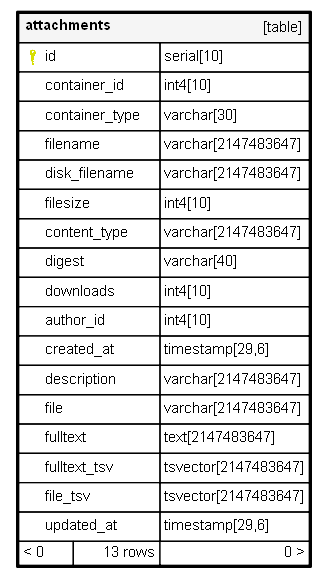 attachments [table]
id serial[10]
container_id int4[10]
container_type varchar[30]
filename varchar[2147483647]
disk_filename varchar[2147483647]
filesize int4[10]
content_type varchar[2147483647]
digest varchar[40]
downloads int4[10]
author_id int4[10]
created_at timestamp[29,6]
description varchar[2147483647]
file varchar[2147483647]
fulltext text[2147483647]
fulltext_tsv tsvector[2147483647]
file_tsv tsvector[2147483647]
updated_at timestamp[29,6]
< 0 13 rows 0 >